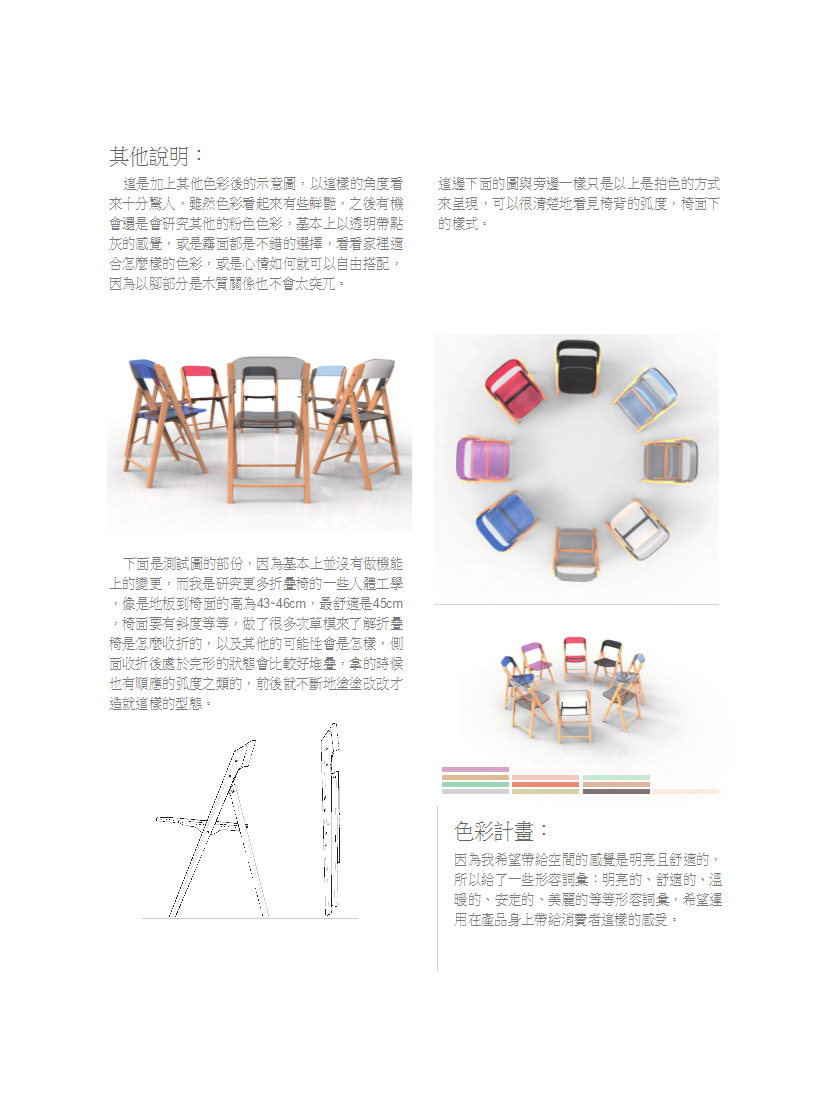 其他說明：
這是加上其他色彩後的示意圖，以這樣的角度看
來十分驚人，雖然色彩看起來有些鮮艷，之後有機
會還是會研究其他的粉色色彩，基本上以透明帶點
灰的感覺，或是霧面都是不錯的選擇，看看家裡適
合怎麼樣的色彩，或是心情如何就可以自由搭配，
因為以腳部分是木質關係也不會太突兀。
這邊下面的圖與旁邊一樣只是以上是拍色的方式
來呈現，可以很清楚地看見椅背的弧度，椅面下
的樣式。
下面是測試圖的部份，因為基本上並沒有做機能
上的變更，而我是研究更多折疊椅的一些人體工學
，像是地板到椅面的高為43~46cm，最舒適是45cm
，椅面要有斜度等等，做了很多次草模來了解折疊
椅是怎麼收折的，以及其他的可能性會是怎樣，側
面收折後處於完形的狀態會比較好堆疊，拿的時候
也有順應的弧度之類的，前後就不斷地塗塗改改才
造就這樣的型態。
色彩計畫：
因為我希望帶給空間的感覺是明亮且舒適的，
所以給了一些形容詞彙：明亮的、舒適的、溫
暖的、安定的、美麗的等等形容詞彙，希望運
用在產品身上帶給消費者這樣的感受。